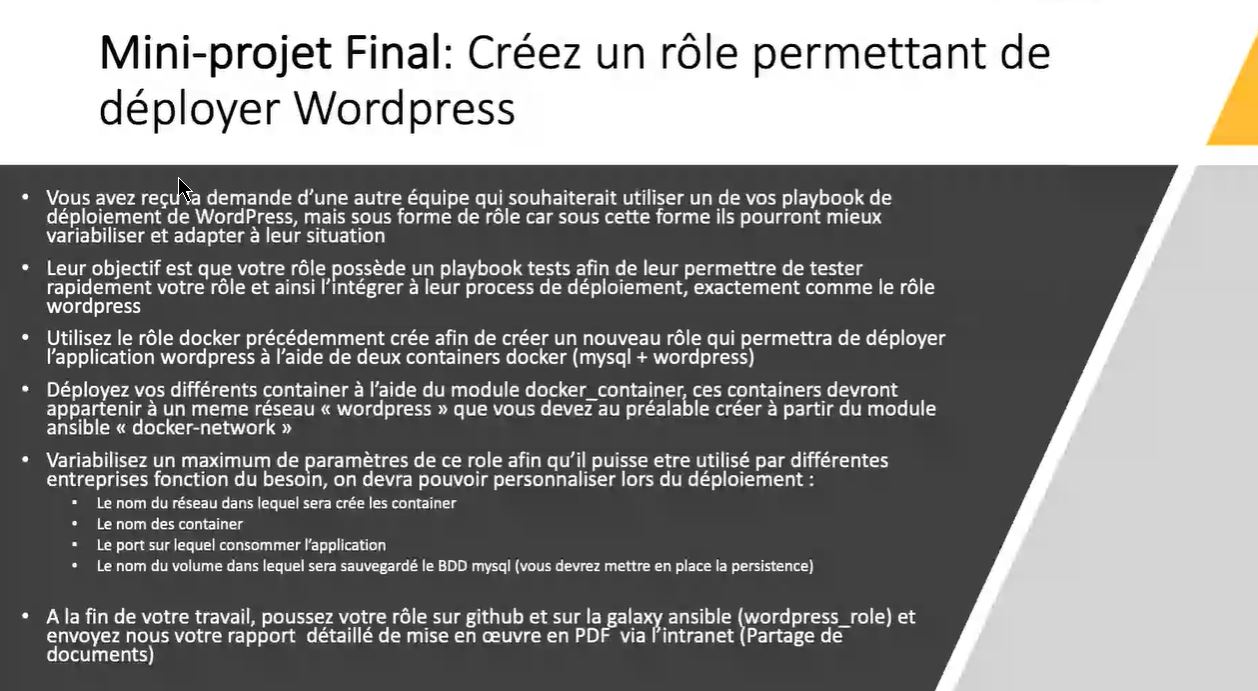 Mini-projet Final: Créez un rôle permettant de
déployer Wordpress
• Vous avez reçu la demande d'une autre équipe qui souhaiterait utiliser un de vos playbook de
déploiement de WordPress, mais sous forme de rôle car sous cette forme ils pourront mieux
variabiliser et adapter à leur situation
• Leur objectif est que votre rôle possède un playbook tests afin de leur permettre de tester
rapidement votre rôle et ainsi l'intégrer à leur process de déploiement, exactement comme le rôle
wordpress
• Utilisez le rôle docker précédemment crée afin de créer un nouveau rôle qui permettra de déployer
l'application wordpress à l'aide de deux containers docker (mysql + wordpress)
• Déployez vos différents container à l'aide du module docker_container, ces containers devront
appartenir à un meme réseau « wordpress » que vous devez au préalable créer à partir du module
ansible « docker-network »
• Variabilisez un maximum de paramètres de ce role afin qu'il puisse etre utilisé par différentes
entreprises fonction du besoin, on devra pouvoir personnaliser lors du déploiement :
• Le nom du réseau dans lequel sera crée les container
• Le nom des container
• Le port sur lequel consommer l'application
• Le nom du volume dans lequel sera sauvegardé le BDD mysql (vous devrez mettre en place la persistence)
• A la fin de votre travail, poussez votre rôle sur github et sur la galaxy ansible (wordpress_role) et
envoyez nous votre rapport détaillé de mise en œuvre en PDF via l'intranet (Partage de
documents)